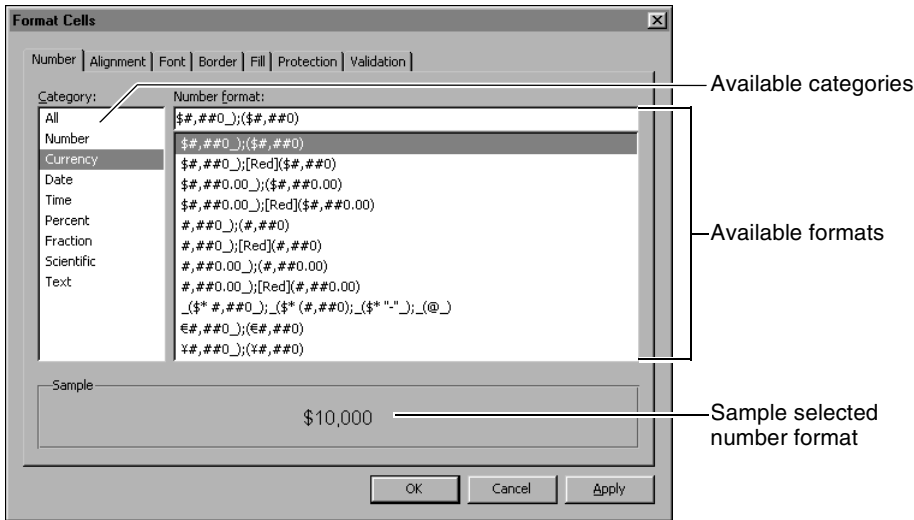 Format Cells
Number Alignment Font Border Fill Protection Validation
Category:
All
Number
Currency
Date
Time
Percent
Fraction
Scientific
Text
Number format:
$#,##0_);($#,##0)
$#,##0_);($#,##0)
$#,##0_);[Red]($#,##0)
$#,##0.00_);($#,##0.00)
$#,##0.00_);[Red]($#,##0.00)
#,##0_);(#,##0)
#,##0_);[Red](#,##0)
#,##0.00_);(#,##0.00)
#,##0.00_);[Red](#,##0.00)
_($* #,##0_);_($* (#,##0);_($* "-"_);_(@_)
€#,##0_);(€#,##0)
¥#,##0_);(¥#,##0)
Sample
$10,000
OK Cancel Apply
Available categories
Available formats
Sample selected
number format